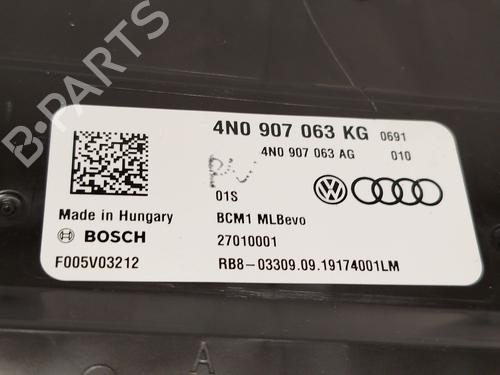 B-PARTS
4N0 907 063 KG 0691
4N0 907 063 AG 010
01S
Made in Hungary BCM1 MLBevo
BOSCH 27010001
F005V03212 RB8-03309.09.19174001LM
A